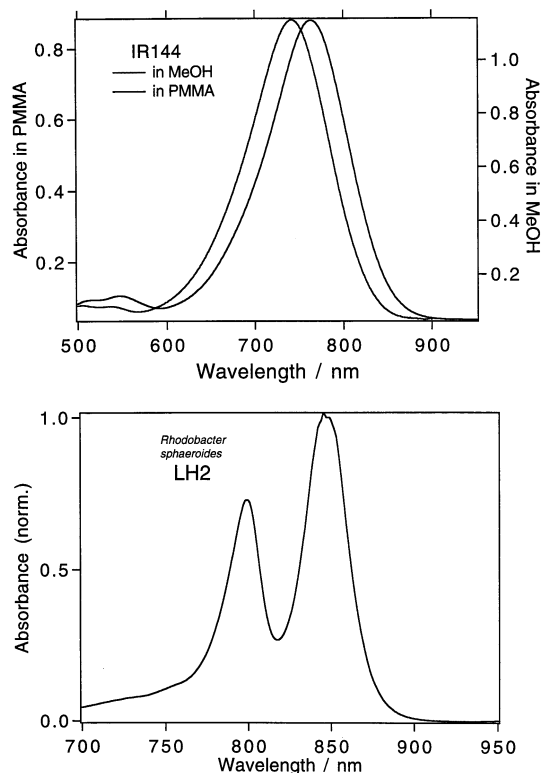 IR144
in MeOH
in PMMA
Absorbance in PMMA
0.8
0.6
0.4
0.2
Absorbance in MeOH
1.0
0.8
0.6
0.4
0.2
500 600 700 800 900
Wavelength / nm
Rhodobacter
sphaeroides
LH2
Absorbance (norm.)
1.0
0.5
0.0
700 750 800 850 900 950
Wavelength / nm